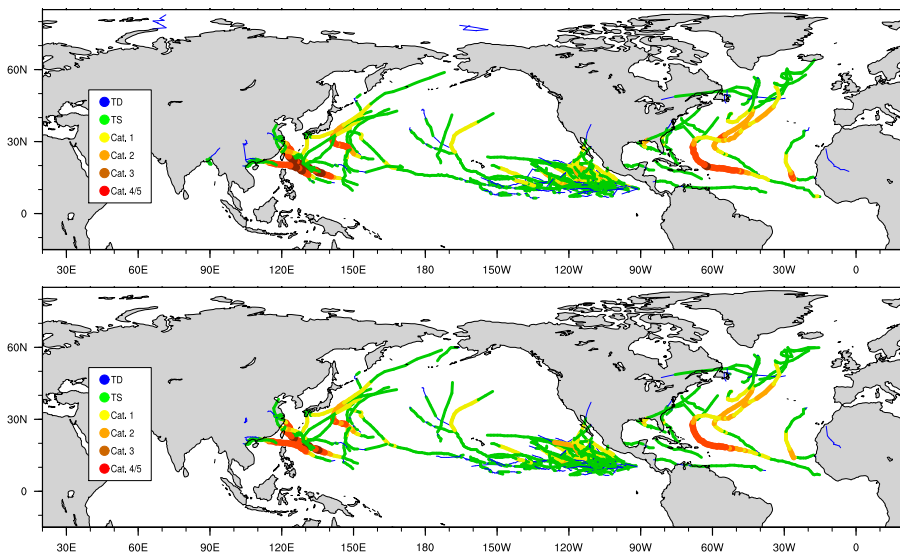 60N
30N
0
TD
TS
Cat. 1
Cat. 2
Cat. 3
Cat. 4/5
30E 60E 90E 120E 150E 180 150W 120W 90W 60W 30W 0
60N
30N
0
TD
TS
Cat. 1
Cat. 2
Cat. 3
Cat. 4/5
30E 60E 90E 120E 150E 180 150W 120W 90W 60W 30W 0